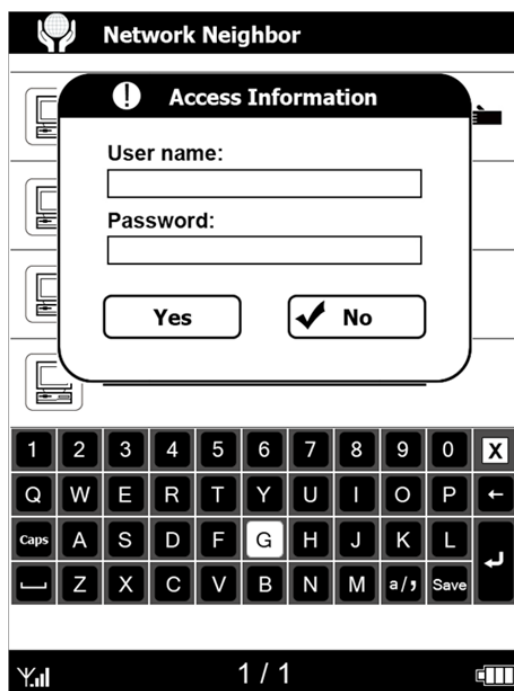 Network Neighbor
Access Information
User name:
Password:
Yes No
1 2 3 4 5 6 7 8 9 0 X
Q W E R T Y U I O P
Caps A S D F G H J K L
Z X C V B N M a/, Save
1 / 1